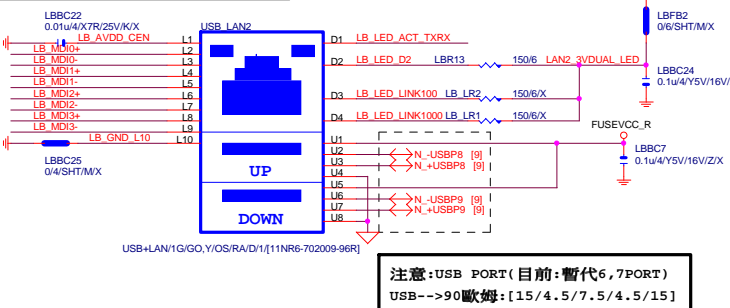 LBBC22
0.01u/4/X7R/25V/K/X
LB_AVDD_CEN
LB_MDI0+
LB_MDI0-
LB_MDI1+
LB_MDI1-
LB_MDI2+
LB_MDI2-
LB_MDI3+
LB_MDI3-
LB_GND_L10
LBBC25
0/4/SHT/M/X
USB_LAN2
L1
L2
L3
L4
L5
L6
L7
L8
L9
L10
UP
DOWN
D1 LB_LED_ACT_TXRX
D2 LB_LED_D2 LBR13 150/6 LAN2_3VDUAL_LED
D3 LB_LED_LINK100 LB_LR2 150/6/X
D4 LB_LED_LINK1000 LB_LR1 150/6/X
U1
U2 N_-USBP8 [9]
U3 N_+USBP8 [9]
U4
U5
U6 N_-USBP9 [9]
U7 N_+USBP9 [9]
U8
LBFB2
0/6/SHT/M/X
LBBC24
0.1u/4/Y5V/16V/
FUSEVCC_R
LBBC7
0.1u/4/Y5V/16V/Z/X
USB+LAN/1G/GO,Y/OS/RA/D/1/[11NR6-702009-96R]
注意:USB PORT(目前:暫代6,7PORT)
USB-->90歐姆:[15/4.5/7.5/4.5/15]